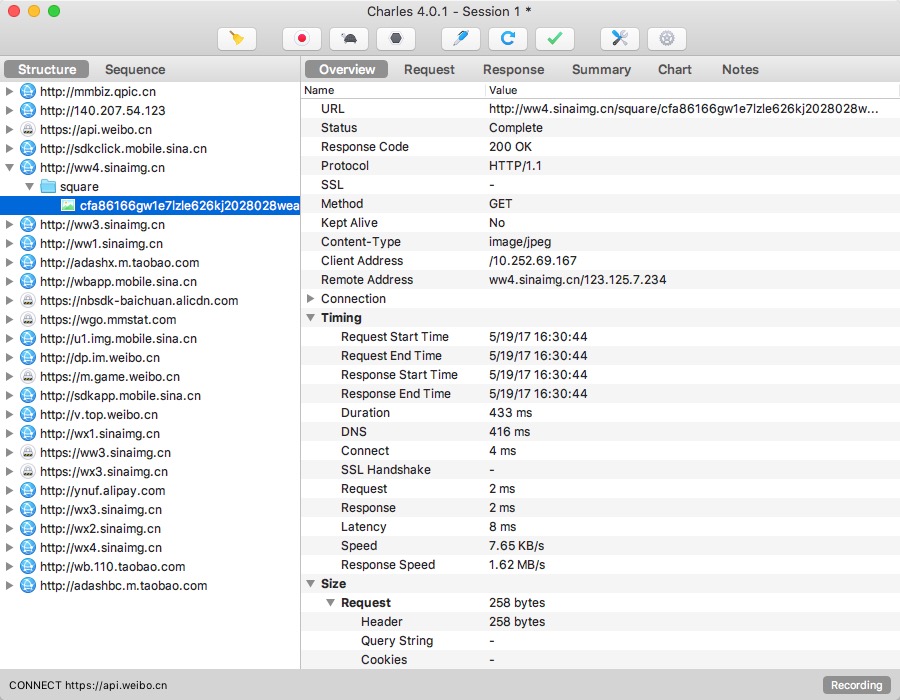 Charles 4.0.1 - Session 1 *
Structure Sequence
http://mmbiz.qpic.cn
http://140.207.54.123
https://api.weibo.cn
http://sdkclick.mobile.sina.cn
http://ww4.sinaimg.cn
square
cfa86166gw1e7lzle626kj2028028wea
http://ww3.sinaimg.cn
http://ww1.sinaimg.cn
http://adashx.m.taobao.com
http://wbapp.mobile.sina.cn
https://nbsdk-baichuan.alicdn.com
https://wgo.mmstat.com
http://u1.img.mobile.sina.cn
http://dp.im.weibo.cn
https://m.game.weibo.cn
http://sdkapp.mobile.sina.cn
http://v.top.weibo.cn
http://wx1.sinaimg.cn
https://ww3.sinaimg.cn
https://wx3.sinaimg.cn
http://ynuf.alipay.com
http://wx3.sinaimg.cn
http://wx2.sinaimg.cn
http://wx4.sinaimg.cn
http://wb.110.taobao.com
http://adashbc.m.taobao.com
Overview Request Response Summary Chart Notes
Name Value
URL http://ww4.sinaimg.cn/square/cfa86166gw1e7lzle626kj2028028w...
Status Complete
Response Code 200 OK
Protocol HTTP/1.1
SSL -
Method GET
Kept Alive No
Content-Type image/jpeg
Client Address /10.252.69.167
Remote Address ww4.sinaimg.cn/123.125.7.234
Connection
Timing
Request Start Time 5/19/17 16:30:44
Request End Time 5/19/17 16:30:44
Response Start Time 5/19/17 16:30:44
Response End Time 5/19/17 16:30:44
Duration 433 ms
DNS 416 ms
Connect 4 ms
SSL Handshake -
Request 2 ms
Response 2 ms
Latency 8 ms
Speed 7.65 KB/s
Response Speed 1.62 MB/s
Size
Request 258 bytes
Header 258 bytes
Query String -
Cookies -
CONNECT https://api.weibo.cn
Recording